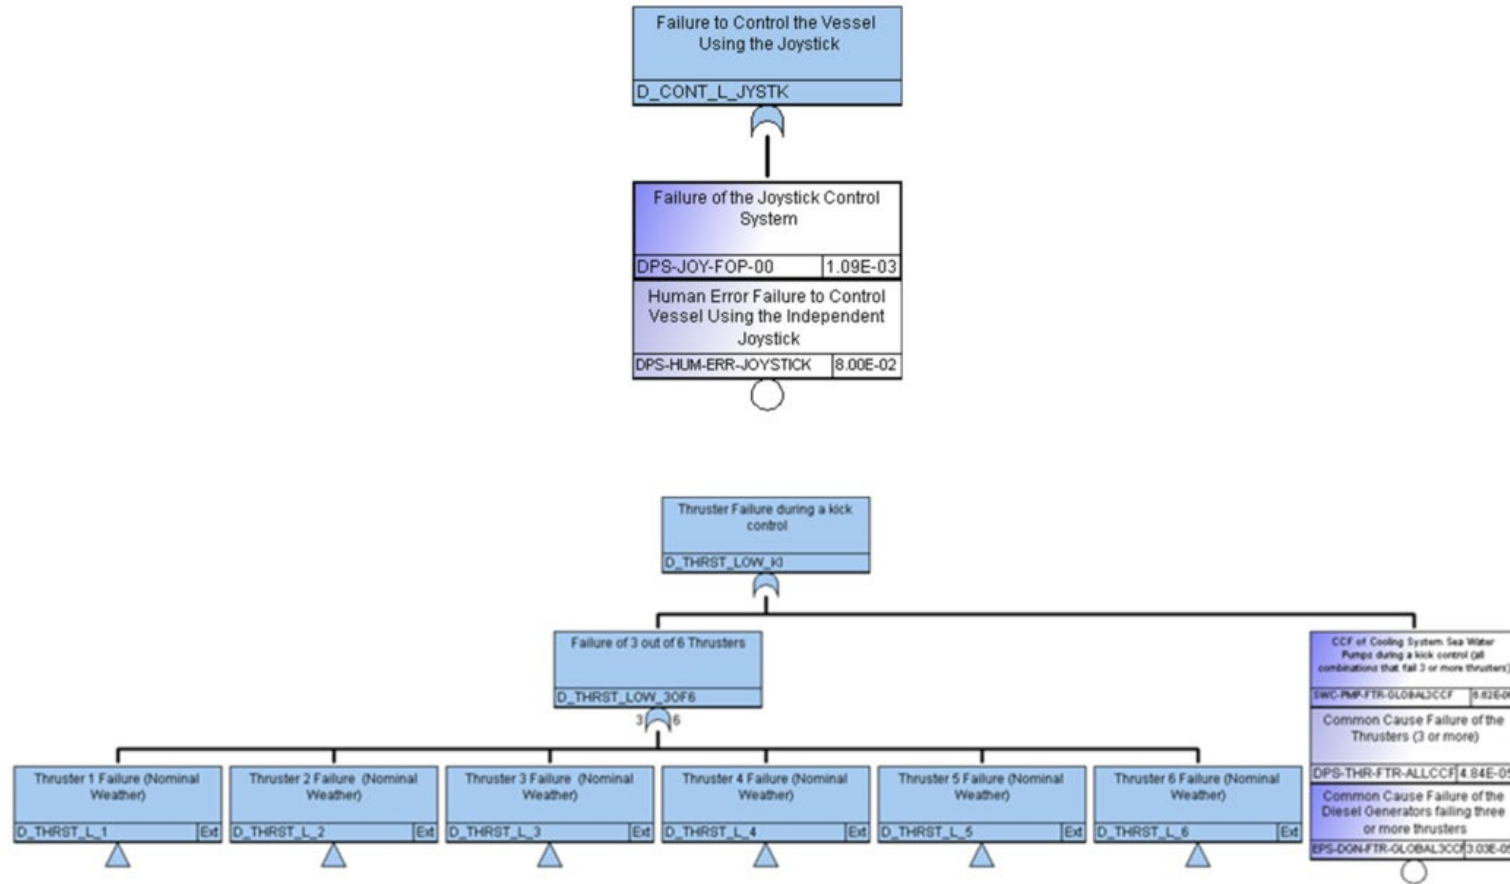 Failure to Control the Vessel
Using the Joystick
D_CONT_L_JYSTK
Failure of the Joystick Control
System
DPS-JOY-FOP-00 1.09E-03
Human Error Failure to Control
Vessel Using the Independent
Joystick
DPS-HUM-ERR-JOYSTICK 8.00E-02
Thruster Failure during a kick
control
D_THRST_LOW_KI
Failure of 3 out of 6 Thrusters
D_THRST_LOW_3OF6
3 6
Thruster 1 Failure (Nominal
Weather)
D_THRST_L_1 Ext
Thruster 2 Failure (Nominal
Weather)
D_THRST_L_2 Ext
Thruster 3 Failure (Nominal
Weather)
D_THRST_L_3 Ext
Thruster 4 Failure (Nominal
Weather)
D_THRST_L_4 Ext
Thruster 5 Failure (Nominal
Weather)
D_THRST_L_5 Ext
Thruster 6 Failure (Nominal
Weather)
D_THRST_L_6 Ext
CCF of Cooling System Sea Water
Pumps during a kick control (all
combinations that fail 3 or more thrusters)
SWC-PMP-FTR-GLOBAL3CCF
Common Cause Failure of the
Thrusters (3 or more)
DPS-THR-FTR-ALLCCF 4.84E-05
Common Cause Failure of the
Diesel Generators failing three
or more thrusters
EPS-DGN-FTR-GLOBAL3CCF 3.03E-05